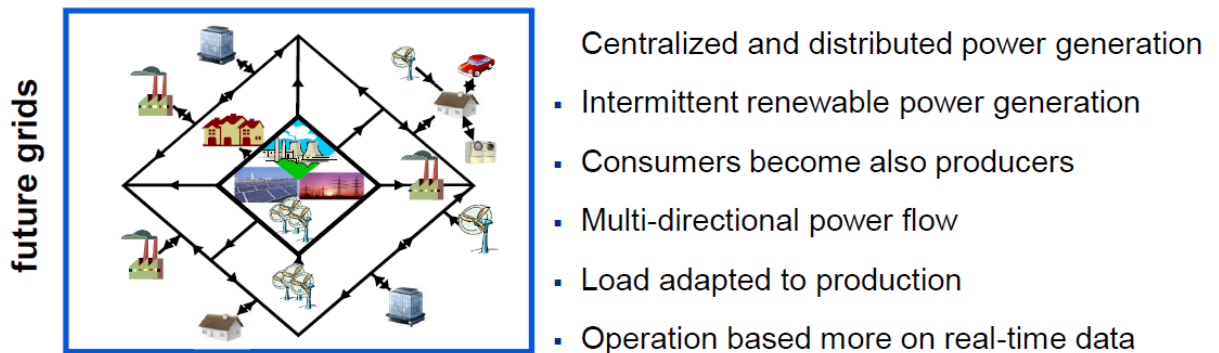 future grids
Centralized and distributed power generation
▪ Intermittent renewable power generation
▪ Consumers become also producers
▪ Multi-directional power flow
▪ Load adapted to production
▪ Operation based more on real-time data